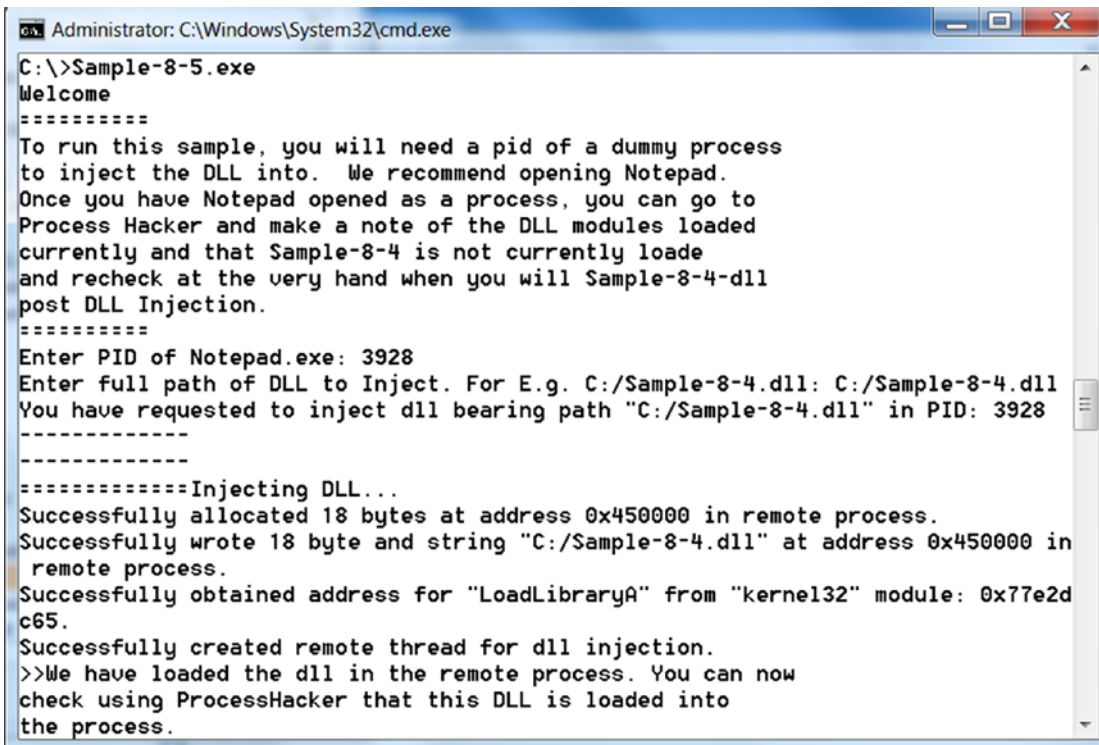 Administrator: C:\Windows\System32\cmd.exe
C:\>Sample-8-5.exe
Welcome
==========
To run this sample, you will need a pid of a dummy process
to inject the DLL into.  We recommend opening Notepad.
Once you have Notepad opened as a process, you can go to
Process Hacker and make a note of the DLL modules loaded
currently and that Sample-8-4 is not currently loade
and recheck at the very hand when you will Sample-8-4-dll
post DLL Injection.
==========
Enter PID of Notepad.exe: 3928
Enter full path of DLL to Inject. For E.g. C:/Sample-8-4.dll: C:/Sample-8-4.dll
You have requested to inject dll bearing path "C:/Sample-8-4.dll" in PID: 3928
-------------
-------------
=============Injecting DLL...
Successfully allocated 18 bytes at address 0x450000 in remote process.
Successfully wrote 18 byte and string "C:/Sample-8-4.dll" at address 0x450000 in
 remote process.
Successfully obtained address for "LoadLibraryA" from "kernel32" module: 0x77e2d
c65.
Successfully created remote thread for dll injection.
>>We have loaded the dll in the remote process. You can now
check using ProcessHacker that this DLL is loaded into
the process.